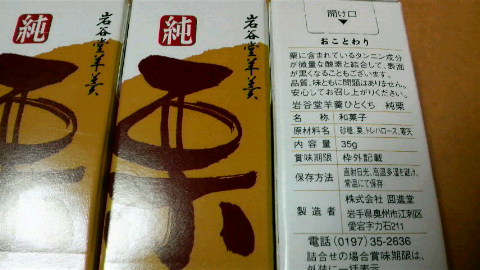 純
岩谷堂羊羹
栗
純
岩谷堂羊羹
開け口
おことわり
栗に含まれているタンニン成分
が微量な酸素と結合して、表面
が黒くなることもございます。
品質、味ともに問題はありません。
安心してお召し上がりください。
岩谷堂羊羹ひとくち 純栗
名称 和菓子
原材料名 砂糖、栗、トレハロース、寒天
内容量 35g
賞味期限 枠外記載
保存方法 直射日光、高温多湿を避け、
常温にて保存
製造者 株式会社 回進堂
岩手県奥州市江刺区
愛宕字力石211
電話(0197)35-2636
詰合せの場合賞味期限は、
外装に一括表示